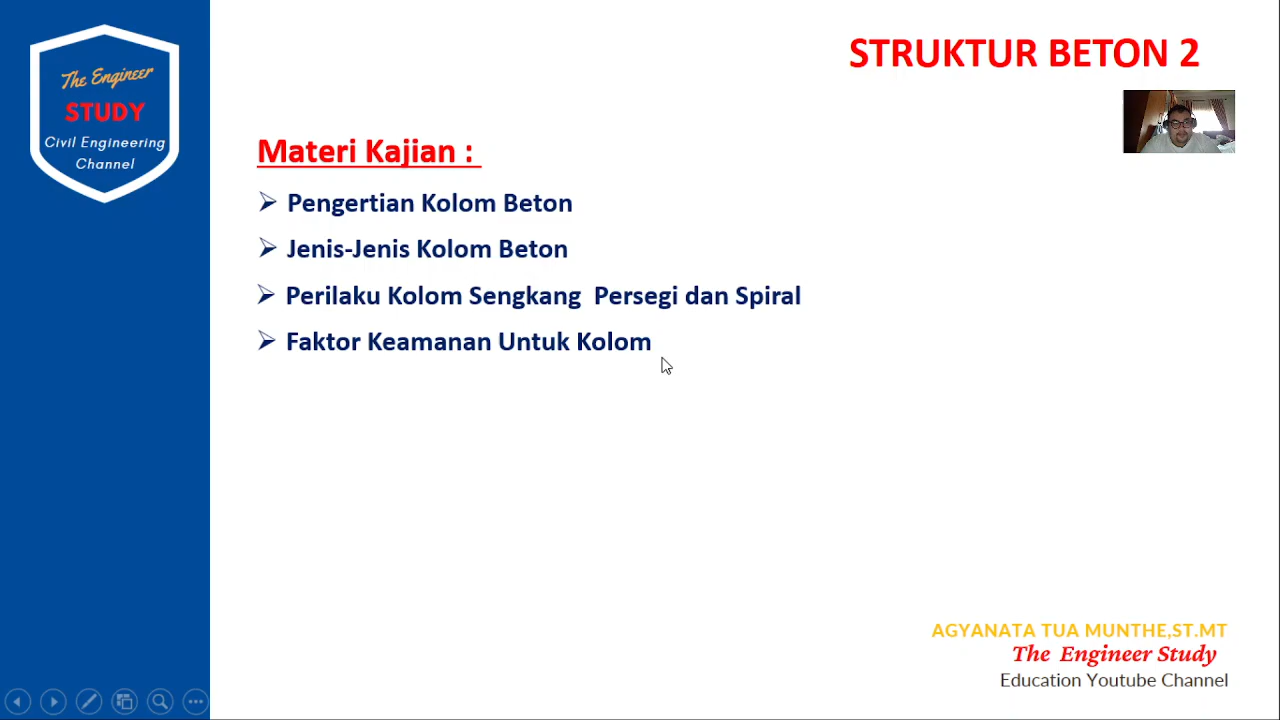 The Engineer
STUDY
Civil Engineering
Channel
STRUKTUR BETON 2
Materi Kajian :
Pengertian Kolom Beton
Jenis-Jenis Kolom Beton
Perilaku Kolom Sengkang Persegi dan Spiral
Faktor Keamanan Untuk Kolom
AGYANATA TUA MUNTHE,ST.MT
The Engineer Study
Education Youtube Channel